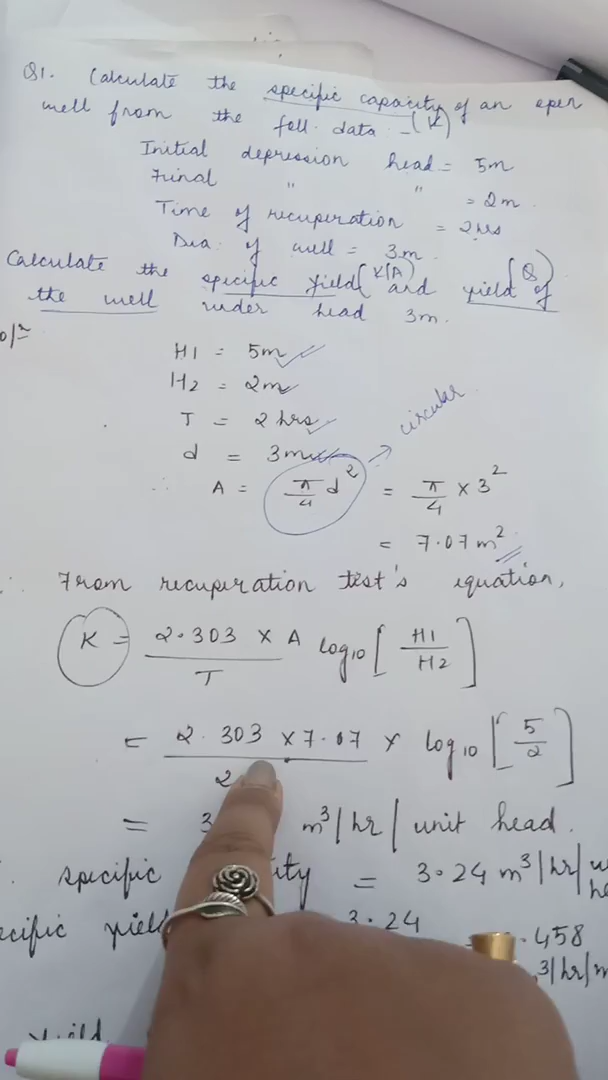 Q1. Calculate the specific capacity of an open
well from the foll. data :- (K)
Initial depression head = 5m
Final " " = 2m
Time of recuperation = 2hrs
Dia. of well = 3m
Calculate the specific yield (K/A) and yield (Q) of
the well under head 3m.
H1 = 5m
H2 = 2m
T = 2 hrs
d = 3m
circular
∴ A = π/4 d² = π/4 × 3²
= 7.07 m²
∴ From recuperation test's equation,
K = 2.303 × A / T log10 [ H1 / H2 ]
= 2.303 × 7.07 / 2 × log10 [ 5 / 2 ]
= 3 m³/hr/unit head.
specific = 3.24 m³/hr/
yield 3.24 .458
yield